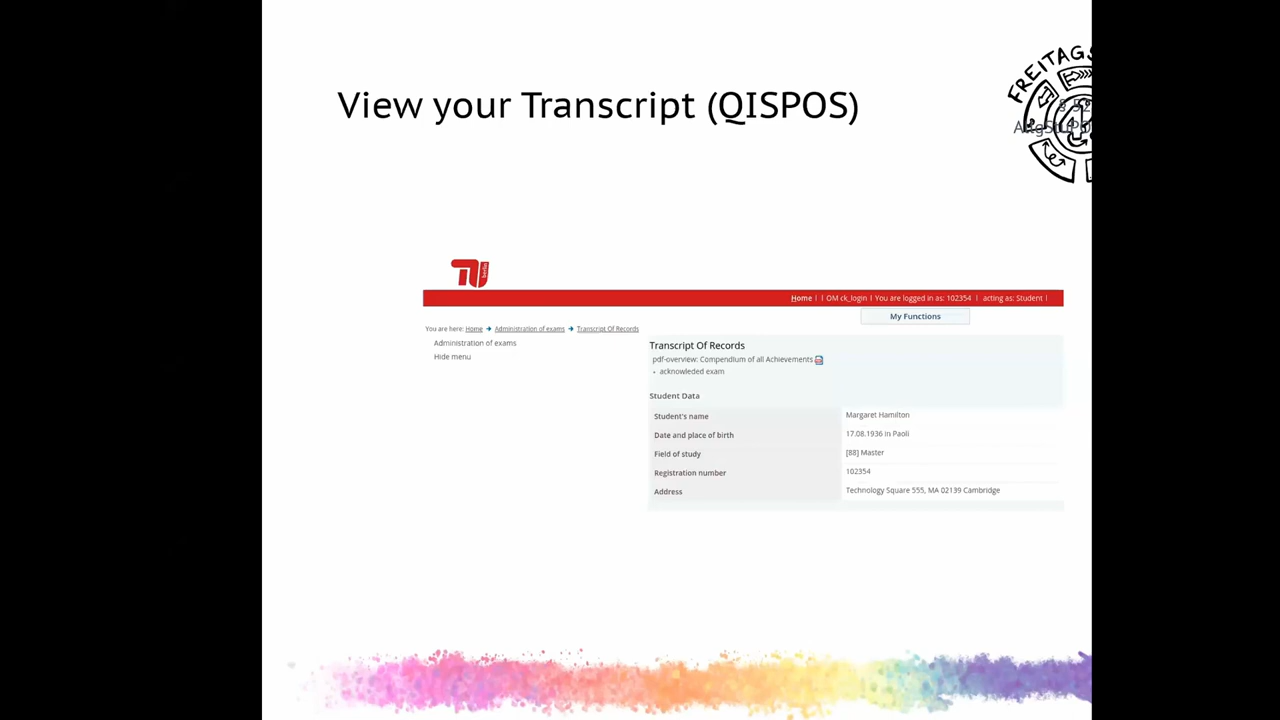 View your Transcript (QISPOS)
FREITAGS
§ 52
AllgStuPO
TU
berlin
Home | | OM ck_login | You are logged in as: 102354 | acting as: Student |
My Functions
You are here: Home → Administration of exams → Transcript Of Records
Administration of exams
Hide menu
Transcript Of Records
pdf-overview: Compendium of all Achievements
acknowleded exam
Student Data
Student's name Margaret Hamilton
Date and place of birth 17.08.1936 in Paoli
Field of study [88] Master
Registration number 102354
Address Technology Square 555, MA 02139 Cambridge